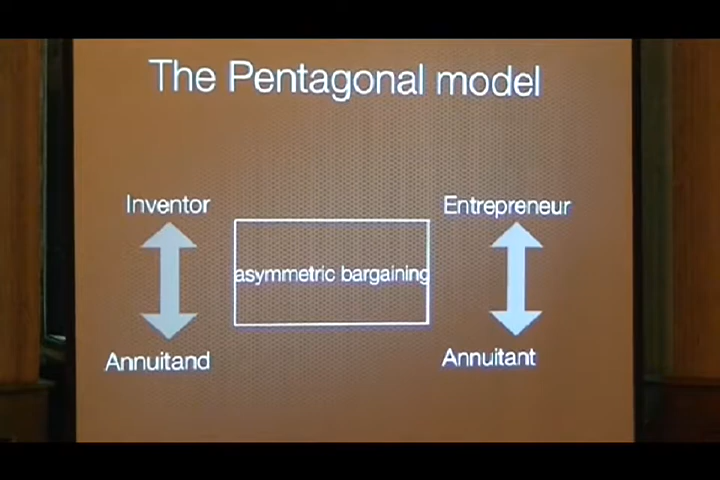 The Pentagonal model
Inventor
Entrepreneur
asymmetric bargaining
Annuitand
Annuitant